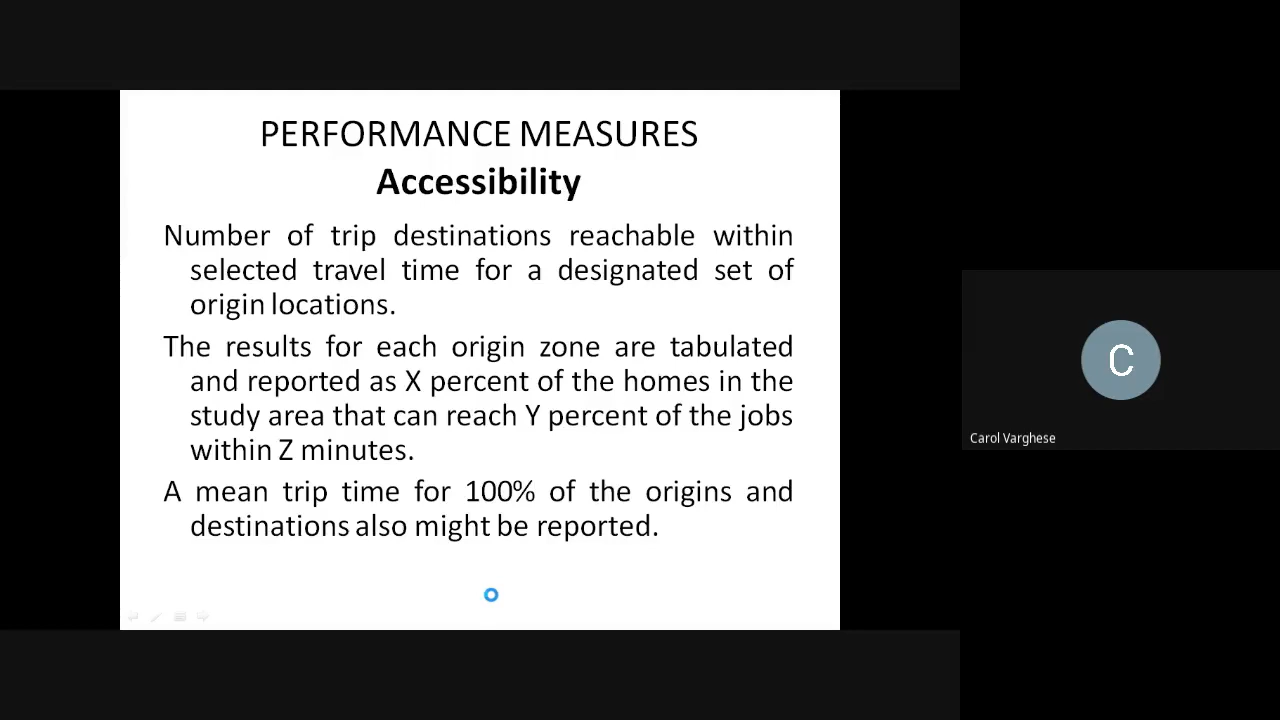 PERFORMANCE MEASURES
Accessibility
Number of trip destinations reachable within
selected travel time for a designated set of
origin locations.
The results for each origin zone are tabulated
and reported as X percent of the homes in the
study area that can reach Y percent of the jobs
within Z minutes.
A mean trip time for 100% of the origins and
destinations also might be reported.
C
Carol Varghese